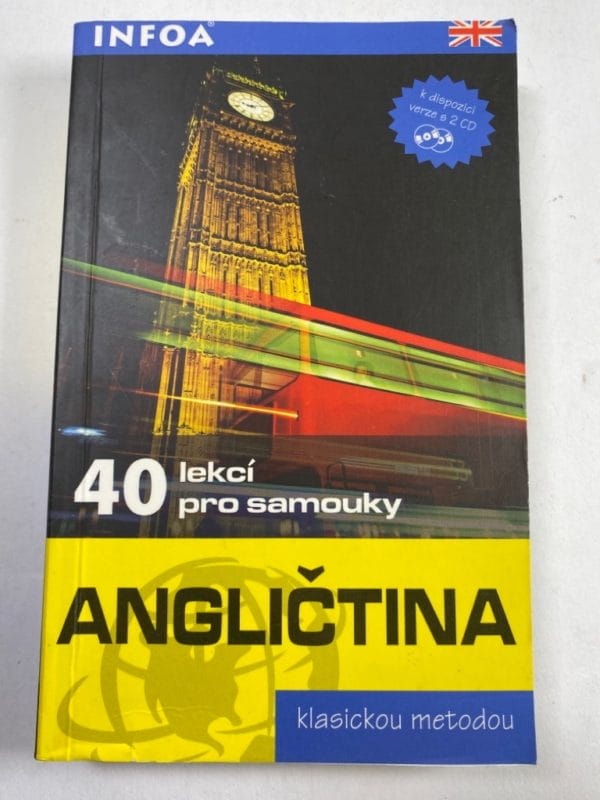 INFOA®
k dispozici
verze s 2 CD
40 lekcí
pro samouky
ANGLIČTINA
klasickou metodou